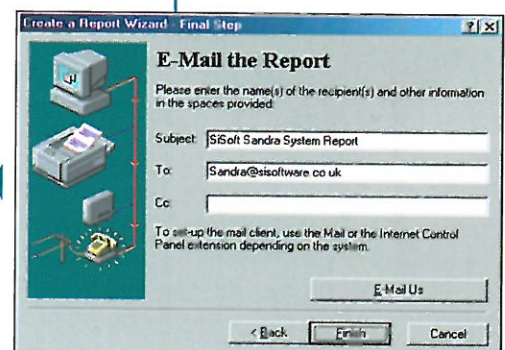 Create a Report Wizard - Final Step
E-Mail the Report
Please enter the name(s) of the recipient(s) and other information
in the spaces provided:
Subject: SiSoft Sandra System Report
To: Sandra@sisoftware co uk
Cc:
To set-up the mail client, use the Mail or the Internet Control
Panel extension depending on the system.
E-Mail Us
< Back Finish Cancel